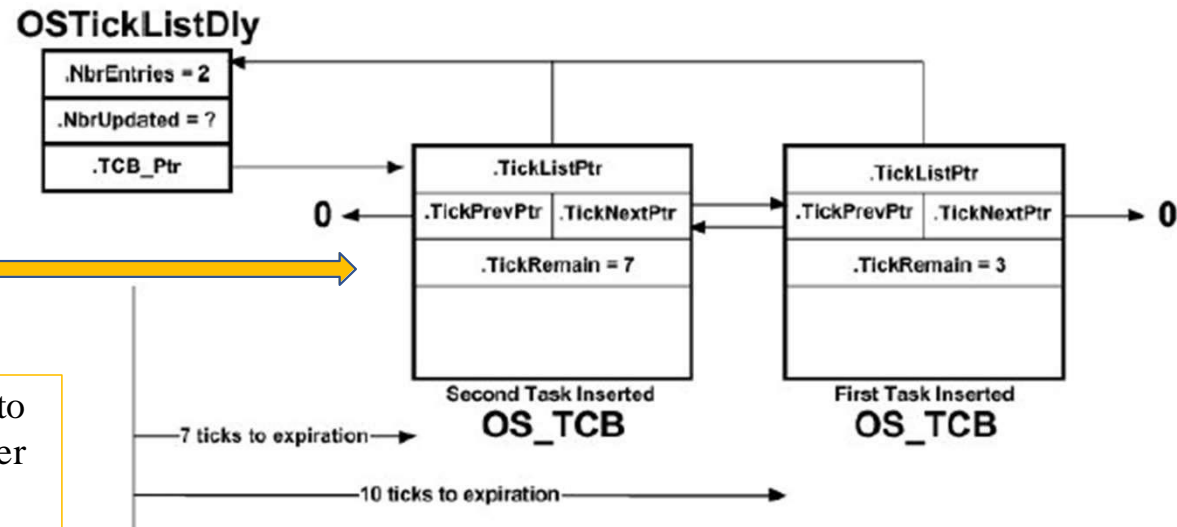 OSTickListDly
.NbrEntries = 2
.NbrUpdated = ?
.TCB_Ptr
.TickListPtr
.TickPrevPtr
.TickNextPtr
.TickRemain = 7
.TickListPtr
.TickPrevPtr
.TickNextPtr
.TickRemain = 3
0
0
Second Task Inserted
OS_TCB
First Task Inserted
OS_TCB
to
er
7 ticks to expiration
10 ticks to expiration